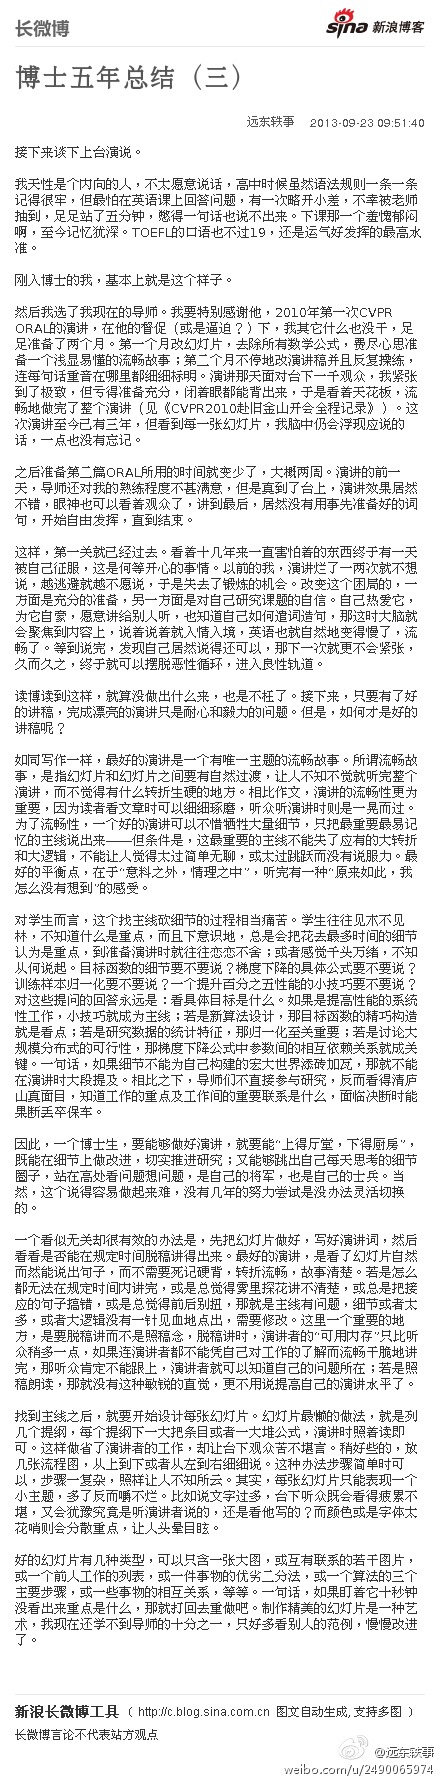 长微博
sina 新浪博客
博士五年总结（三）
远东轶事 2013-09-23 09:51:40
接下来谈下上台演说。
我天性是个内向的人，不太愿意说话，高中时候虽然语法规则一条一条
记得很牢，但最怕在英语课上回答问题，有一次略开小差，不幸被老师
抽到，足足站了五分钟，憋得一句话也说不出来。下课那一个羞愧郁闷
啊，至今记忆犹深。TOEFL的口语也不过19，还是运气好发挥的最高水
准。
刚入博士的我，基本上就是这个样子。
然后我选了我现在的导师。我要特别感谢他，2010年第一次CVPR
ORAL的演讲，在他的督促（或是逼迫？）下，我其它什么也没干，足
足准备了两个月。第一个月改幻灯片，去除所有数学公式，费尽心思准
备一个浅显易懂的流畅故事；第二个月不停地改演讲稿并且反复操练，
连每句话重音在哪里都细细标明。演讲那天面对台下一千观众，我紧张
到了极致，但亏得准备充分，闭着眼都能背出来，于是看着天花板，流
畅地做完了整个演讲（见《CVPR2010赴旧金山开会全程记录》）。这
次演讲至今已有三年，但看到每一张幻灯片，我脑中仍会浮现应说的
话，一点也没有忘记。
之后准备第二篇ORAL所用的时间就变少了，大概两周。演讲的前一
天，导师还对我的熟练程度不甚满意，但是真到了台上，演讲效果居然
不错，眼神也可以看着观众了，讲到最后，居然没有用事先准备好的词
句，开始自由发挥，直到结束。
这样，第一关就已经过去。看着十几年来一直害怕着的东西终于有一天
被自己征服，这是何等开心的事情。以前的我，演讲烂了一两次就不想
说，越逃避就越不愿说，于是失去了锻炼的机会。改变这个困局的，一
方面是充分的准备，另一方面是对自己研究课题的自信。自己热爱它，
为它自豪，愿意讲给别人听，也知道自己如何遣词造句，那这时大脑就
会聚焦到内容上，说着说着就入情入境，英语也就自然地变得慢了，流
畅了。等到说完，发现自己居然说得还可以，那下一次就更不会紧张，
久而久之，终于就可以摆脱恶性循环，进入良性轨道。
读博读到这样，就算没做出什么来，也是不枉了。接下来，只要有了好
的讲稿，完成漂亮的演讲只是耐心和毅力的问题。但是，如何才是好的
讲稿呢？
如同写作一样，最好的演讲是一个有唯一主题的流畅故事。所谓流畅故
事，是指幻灯片和幻灯片之间要有自然过渡，让人不知不觉就听完整个
演讲，而不觉得有什么转折生硬的地方。相比作文，演讲的流畅性更为
重要，因为读者看文章时可以细细琢磨，听众听演讲时则是一晃而过。
为了流畅性，一个好的演讲可以不惜牺牲大量细节，只把最重要最易记
忆的主线说出来——但条件是，这最重要的主线不能失了应有的大转折
和大逻辑，不能让人觉得太过简单无聊，或太过跳跃而没有说服力。最
好的平衡点，在于“意料之外，情理之中”，听完有一种“原来如此，我
怎么没有想到”的感受。
对学生而言，这个找主线砍细节的过程相当痛苦。学生往往见木不见
林，不知道什么是重点，而且下意识地，总是会把花去最多时间的细节
认为是重点，到准备演讲时就往往恋恋不舍；或者感觉千头万绪，不知
从何说起。目标函数的细节要不要说？梯度下降的具体公式要不要说？
训练样本归一化要不要说？一个提升百分之五性能的小技巧要不要说？
对这些提问的回答永远是：看具体目标是什么。如果是提高性能的系统
性工作，小技巧就成为主线；若是新算法设计，那目标函数的精巧构造
就是看点；若是研究数据的统计特征，那归一化至关重要；若是讨论大
规模分布式的可行性，那梯度下降公式中参数间的相互依赖关系就成关
键。一句话，如果细节不能为自己构建的宏大世界添砖加瓦，那就不能
在演讲时大段提及。相比之下，导师们不直接参与研究，反而看得清庐
山真面目，知道工作的重点及工作间的重要联系是什么，面临决断时能
果断丢卒保车。
因此，一个博士生，要能够做好演讲，就要能“上得厅堂，下得厨房”，
既能在细节上做改进，切实推进研究；又能够跳出自己每天思考的细节
圈子，站在高处看问题想问题，是自己的将军，也是自己的士兵。当
然，这个说得容易做起来难，没有几年的努力尝试是没办法灵活切换
的。
一个看似无关却很有效的办法是，先把幻灯片做好，写好演讲词，然后
看看是否能在规定时间脱稿讲得出来。最好的演讲，是看了幻灯片自然
而然能说出句子，而不需要死记硬背，转折流畅，故事清楚。若是怎么
都无法在规定时间内讲完，或是总觉得雾里探花讲不清楚，或总是把接
应的句子搞错，或是总觉得前后别扭，那就是主线有问题，细节或者太
多，或者大逻辑没有一针见血地点出，需要修改。这里一个重要的地
方，是要脱稿讲而不是照稿念，脱稿讲时，演讲者的“可用内存”只比听
众稍多一点，如果连演讲者都不能凭自己对工作的了解而流畅干脆地讲
完，那听众肯定不能跟上，演讲者就可以知道自己的问题所在；若是照
稿朗读，那就没有这种敏锐的直觉，更不用说提高自己的演讲水平了。
找到主线之后，就要开始设计每张幻灯片。幻灯片最懒的做法，就是列
几个提纲，每个提纲下一大把条目或者一大堆公式，演讲时照着读即
可。这样做省了演讲者的工作，却让台下观众苦不堪言。稍好些的，放
几张流程图，从上到下或者从左到右细细说。这种办法步骤简单时可
以，步骤一复杂，照样让人不知所云。其实，每张幻灯片只能表现一个
小主题，多了反而嚼不烂。比如说文字过多，台下听众既会看得疲累不
堪，又会犹豫究竟是听演讲者说的，还是看他写的？而颜色或是字体太
花哨则会分散重点，让人头晕目眩。
好的幻灯片有几种类型，可以只含一张大图，或互有联系的若干图片，
或一个前人工作的列表，或一件事物的优劣二分法，或一个算法的三个
主要步骤，或一些事物的相互关系，等等。一句话，如果盯着它十秒钟
没看出来重点是什么，那就打回去重做吧。制作精美的幻灯片是一种艺
术，我现在还学不到导师的十分之一，只好多看别人的范例，慢慢改进
了。
新浪长微博工具（ http://c.blog.sina.com.cn 图文自动生成, 支持多图 ）
长微博言论不代表站方观点
@远东轶事
weibo.com/u/2490065974